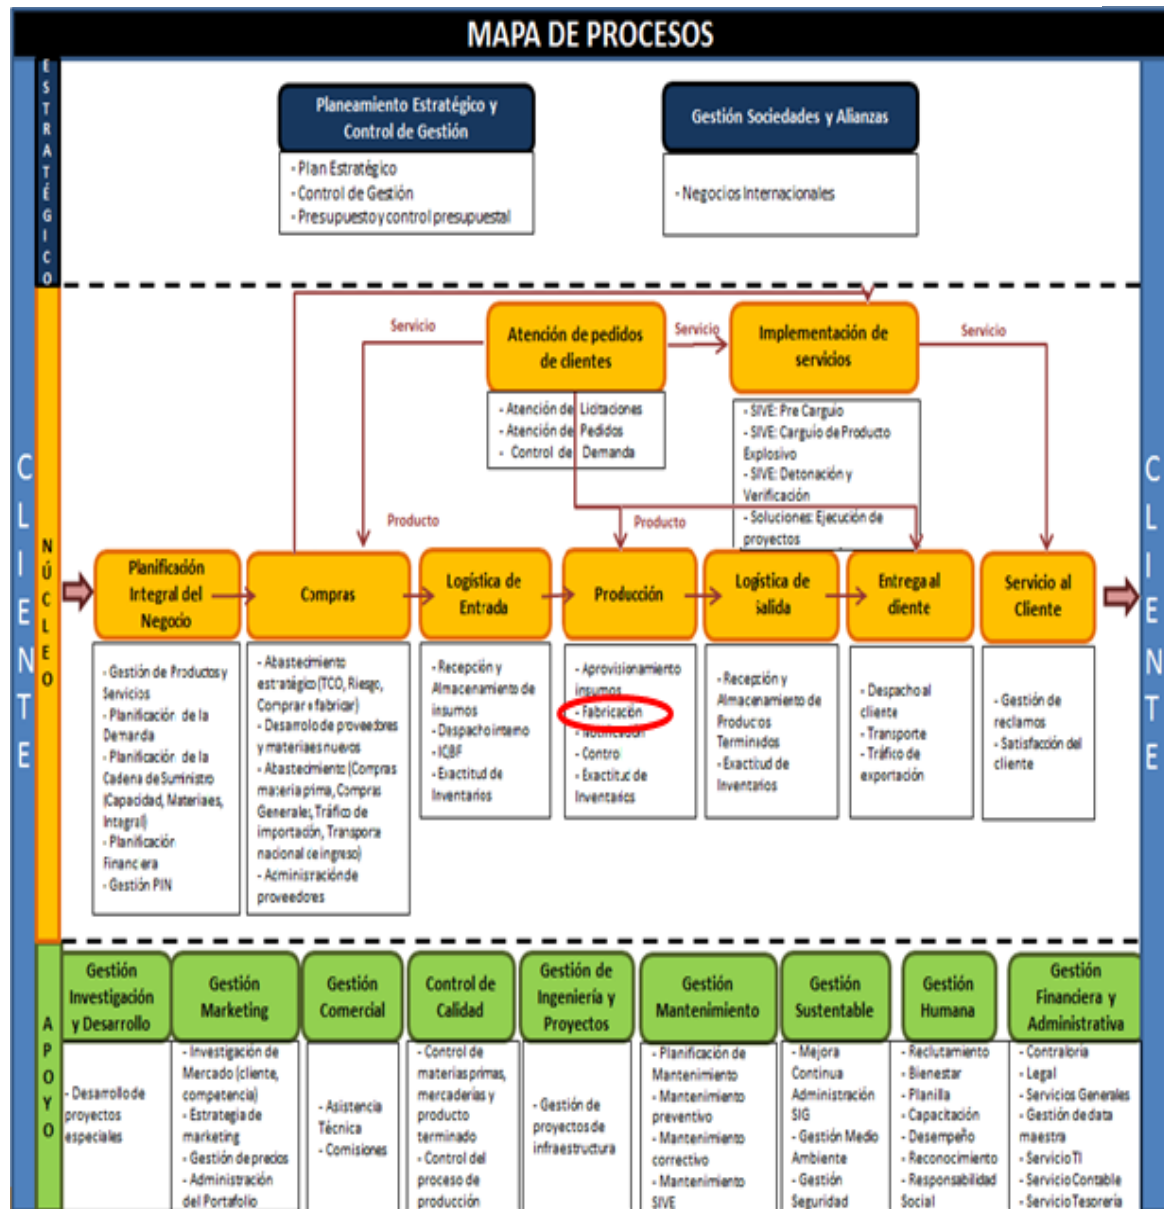 MAPA DE PROCESOS
ESTRATÉGICO
Planeamiento Estratégico y
Control de Gestión
- Plan Estratégico
- Control de Gestión
- Presupuesto y control presupuestal
Gestión Sociedades y Alianzas
- Negocios Internacionales
CLIENTE
NÚCLEO
Servicio
Atención de pedidos
de clientes
- Atención de Licitaciones
- Atención de Pedidos
- Control de Demanda
Servicio
Implementación de
servicios
- SIVE: Pre Carguio
- SIVE: Carguio de Producto
Explosivo
- SIVE: Detonación y
Verificación
- Soluciones: Ejecución de
proyectos
Servicio
Producto
Producto
Planificación
Integral del
Negocio
- Gestión de Productos y
Servicios
- Planificación de la
Demanda
- Planificación de la
Cadena de Suministro
(Capacidad, Materiales,
Integral)
- Planificación
Financiera
- Gestión PIN
Compras
- Abastecimiento
estratégico (TCO, Riesgo,
Comprar o fabricar)
- Desarrollo de proveedores
y materiaes nuevos
- Abastecimiento (Compras
materia prima, Compras
Generales, Tráfico de
importación, Transporte
nacional de ingreso)
- Administración de
proveedores
Logística de
Entrada
- Recepción y
Almacenamiento de
insumos
- Despacho interno
- ICBF
- Exactitud de
Inventarios
Producción
- Aprovisionamiento
insumos
- Fabricación
- Notificación
- Contro
- Exactitud de
Inventarios
Logística de
Salida
- Recepción y
Almacenamiento de
Productos
Terminados
- Exactitud de
Inventarios
Entrega al
cliente
- Despacho al
cliente
- Transporte
- Tráfico de
exportación
Servicio al
Cliente
- Gestión de
reclamos
- Satisfacción del
cliente
CLIENTE
APOYO
Gestión
Investigación
y Desarrollo
- Desarrollo de
proyectos
especiales
Gestión
Marketing
- Investigación de
Mercado (cliente,
competencia)
- Estrategia de
marketing
- Gestión de precios
- Administración
del Portafolio
Gestión
Comercial
- Asistencia
Técnica
- Comisiones
Control de
Calidad
- Control de
materias primas,
mercaderías y
producto
terminado
- Control del
proceso de
producción
Gestión de
Ingeniería y
Proyectos
- Gestión de
proyectos de
infraestructura
Gestión
Mantenimiento
- Planificación de
Mantenimiento
- Mantenimiento
preventivo
- Mantenimiento
correctivo
- Mantenimiento
SIVE
Gestión
Sustentable
- Mejora
Continua
Administración
SIG
- Gestión Medio
Ambiente
- Gestión
Seguridad
Gestión
Humana
- Reclutamiento
- Bienestar
- Planilla
- Capacitación
- Desempeño
- Reconocimiento
- Responsabilidad
Social
Gestión
Financiera y
Administrativa
- Contraloría
- Legal
- Servicios Generales
- Gestión de data
maestra
- Servicio TI
- Servicio Contable
- Servicio Tesorería